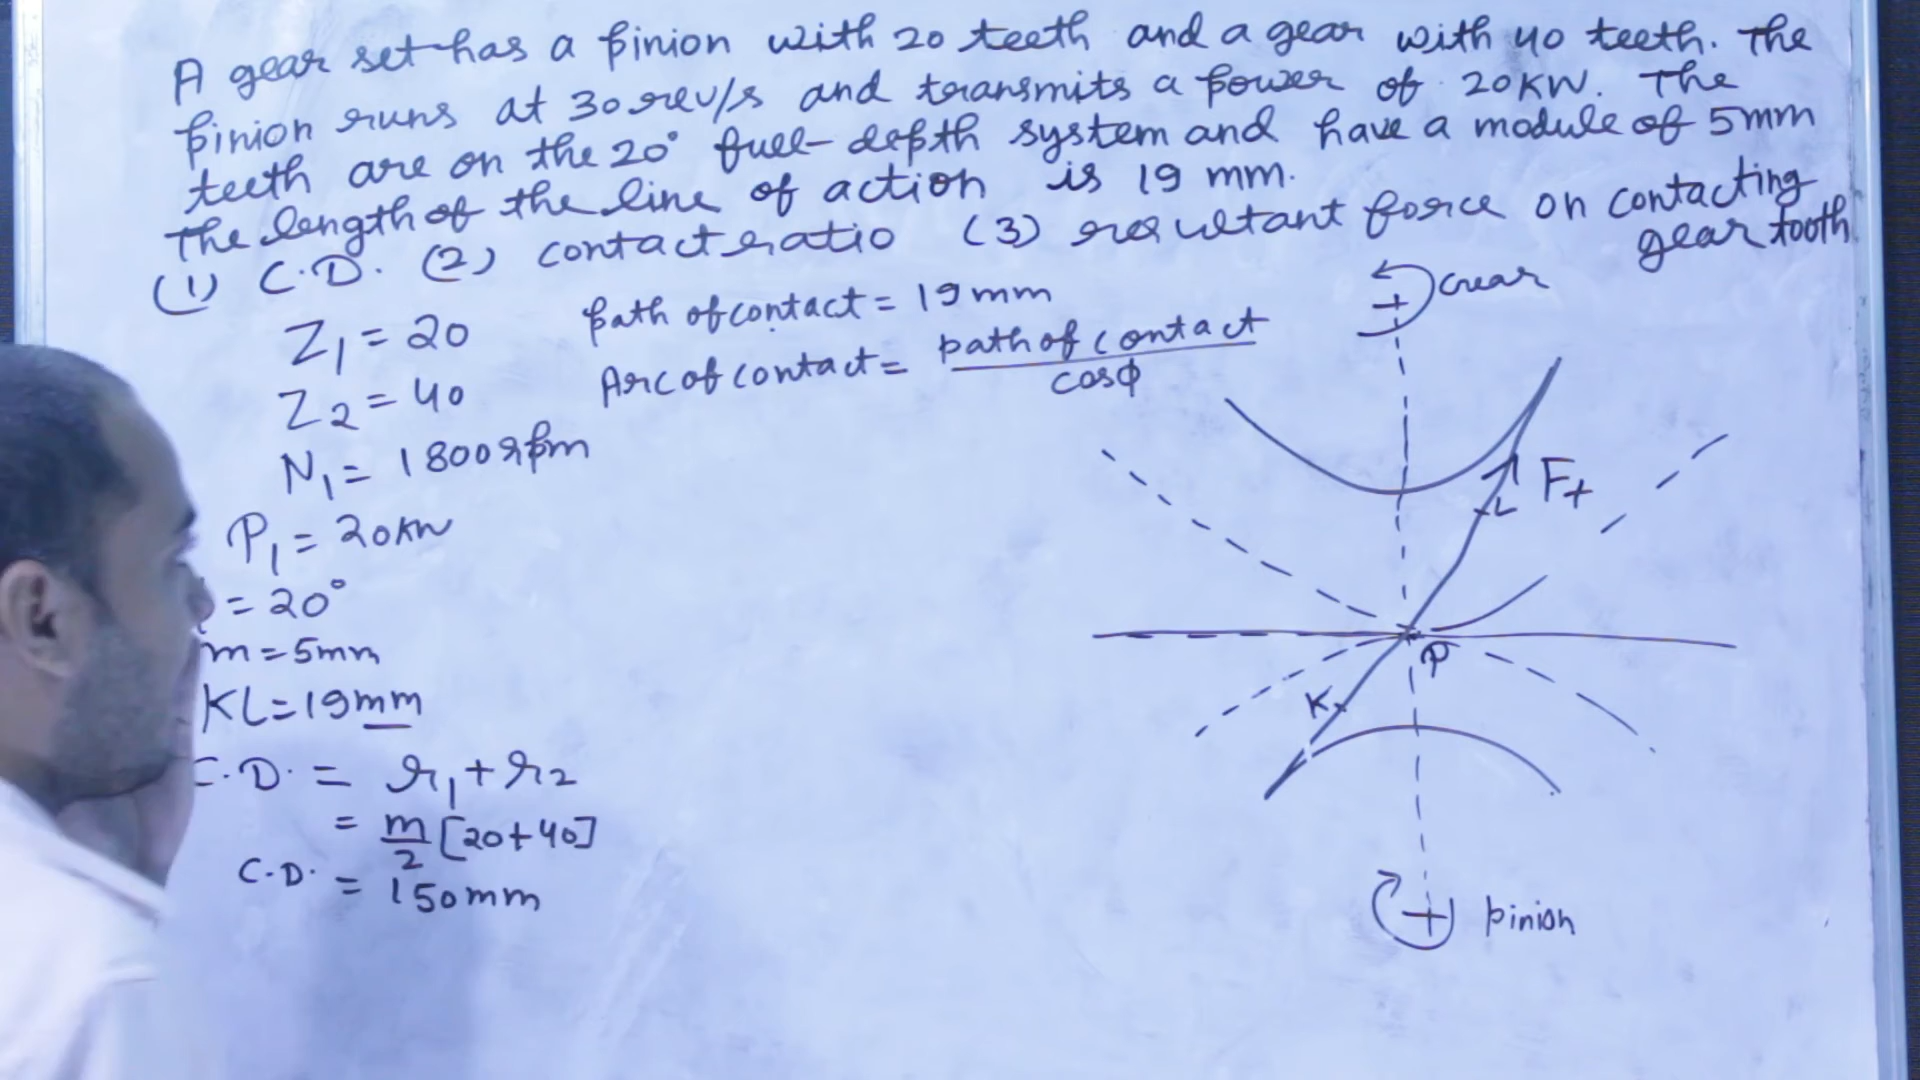 A gear set has a pinion with 20 teeth and a gear with 40 teeth. The
pinion runs at 30 rev/s and transmits a power of 20KW. The
teeth are on the 20° full-depth system and have a module of 5mm
The length of the line of action is 19 mm.
(1) C.D. (2) contact ratio (3) resultant force on contacting
gear tooth
Z1 = 20
Z2 = 40
N1 = 1800 rpm
P1 = 20KW
= 20°
m = 5mm
KL = 19mm
C.D. = r1 + r2
= m/2 [20+40]
C.D. = 150mm
path of contact = 19mm
Arc of contact = path of contact / cosϕ
Gear
Ft
L
P
K
pinion